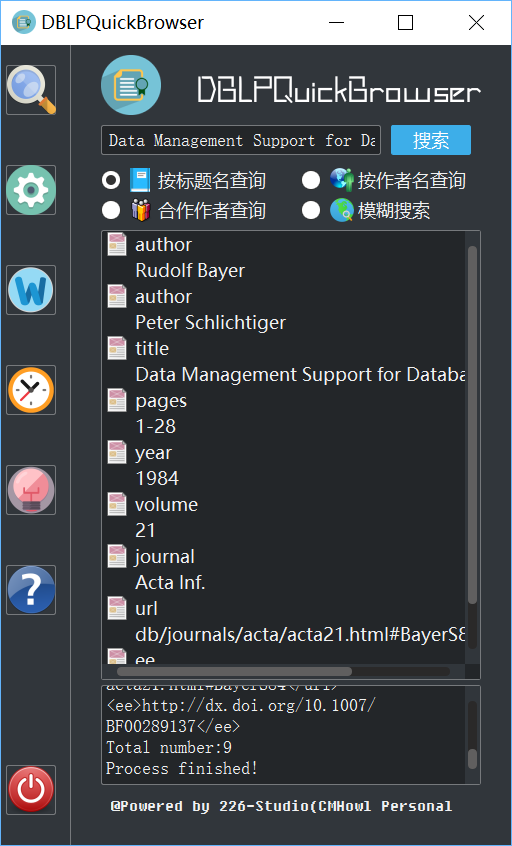 DBLPQuickBrowser
DBLPQuickBrowser
Data Management Support for Da
搜索
按标题名查询 按作者名查询
合作作者查询 模糊搜索
author
Rudolf Bayer
author
Peter Schlichtiger
title
Data Management Support for Databa
pages
1-28
year
1984
volume
21
journal
Acta Inf.
url
db/journals/acta/acta21.html#BayerS8
ee
acta21.html#BayerS84</url>
<ee>http://dx.doi.org/10.1007/
BF00289137</ee>
Total number:9
Process finished!
@Powered by 226-Studio(CMHowl Personal